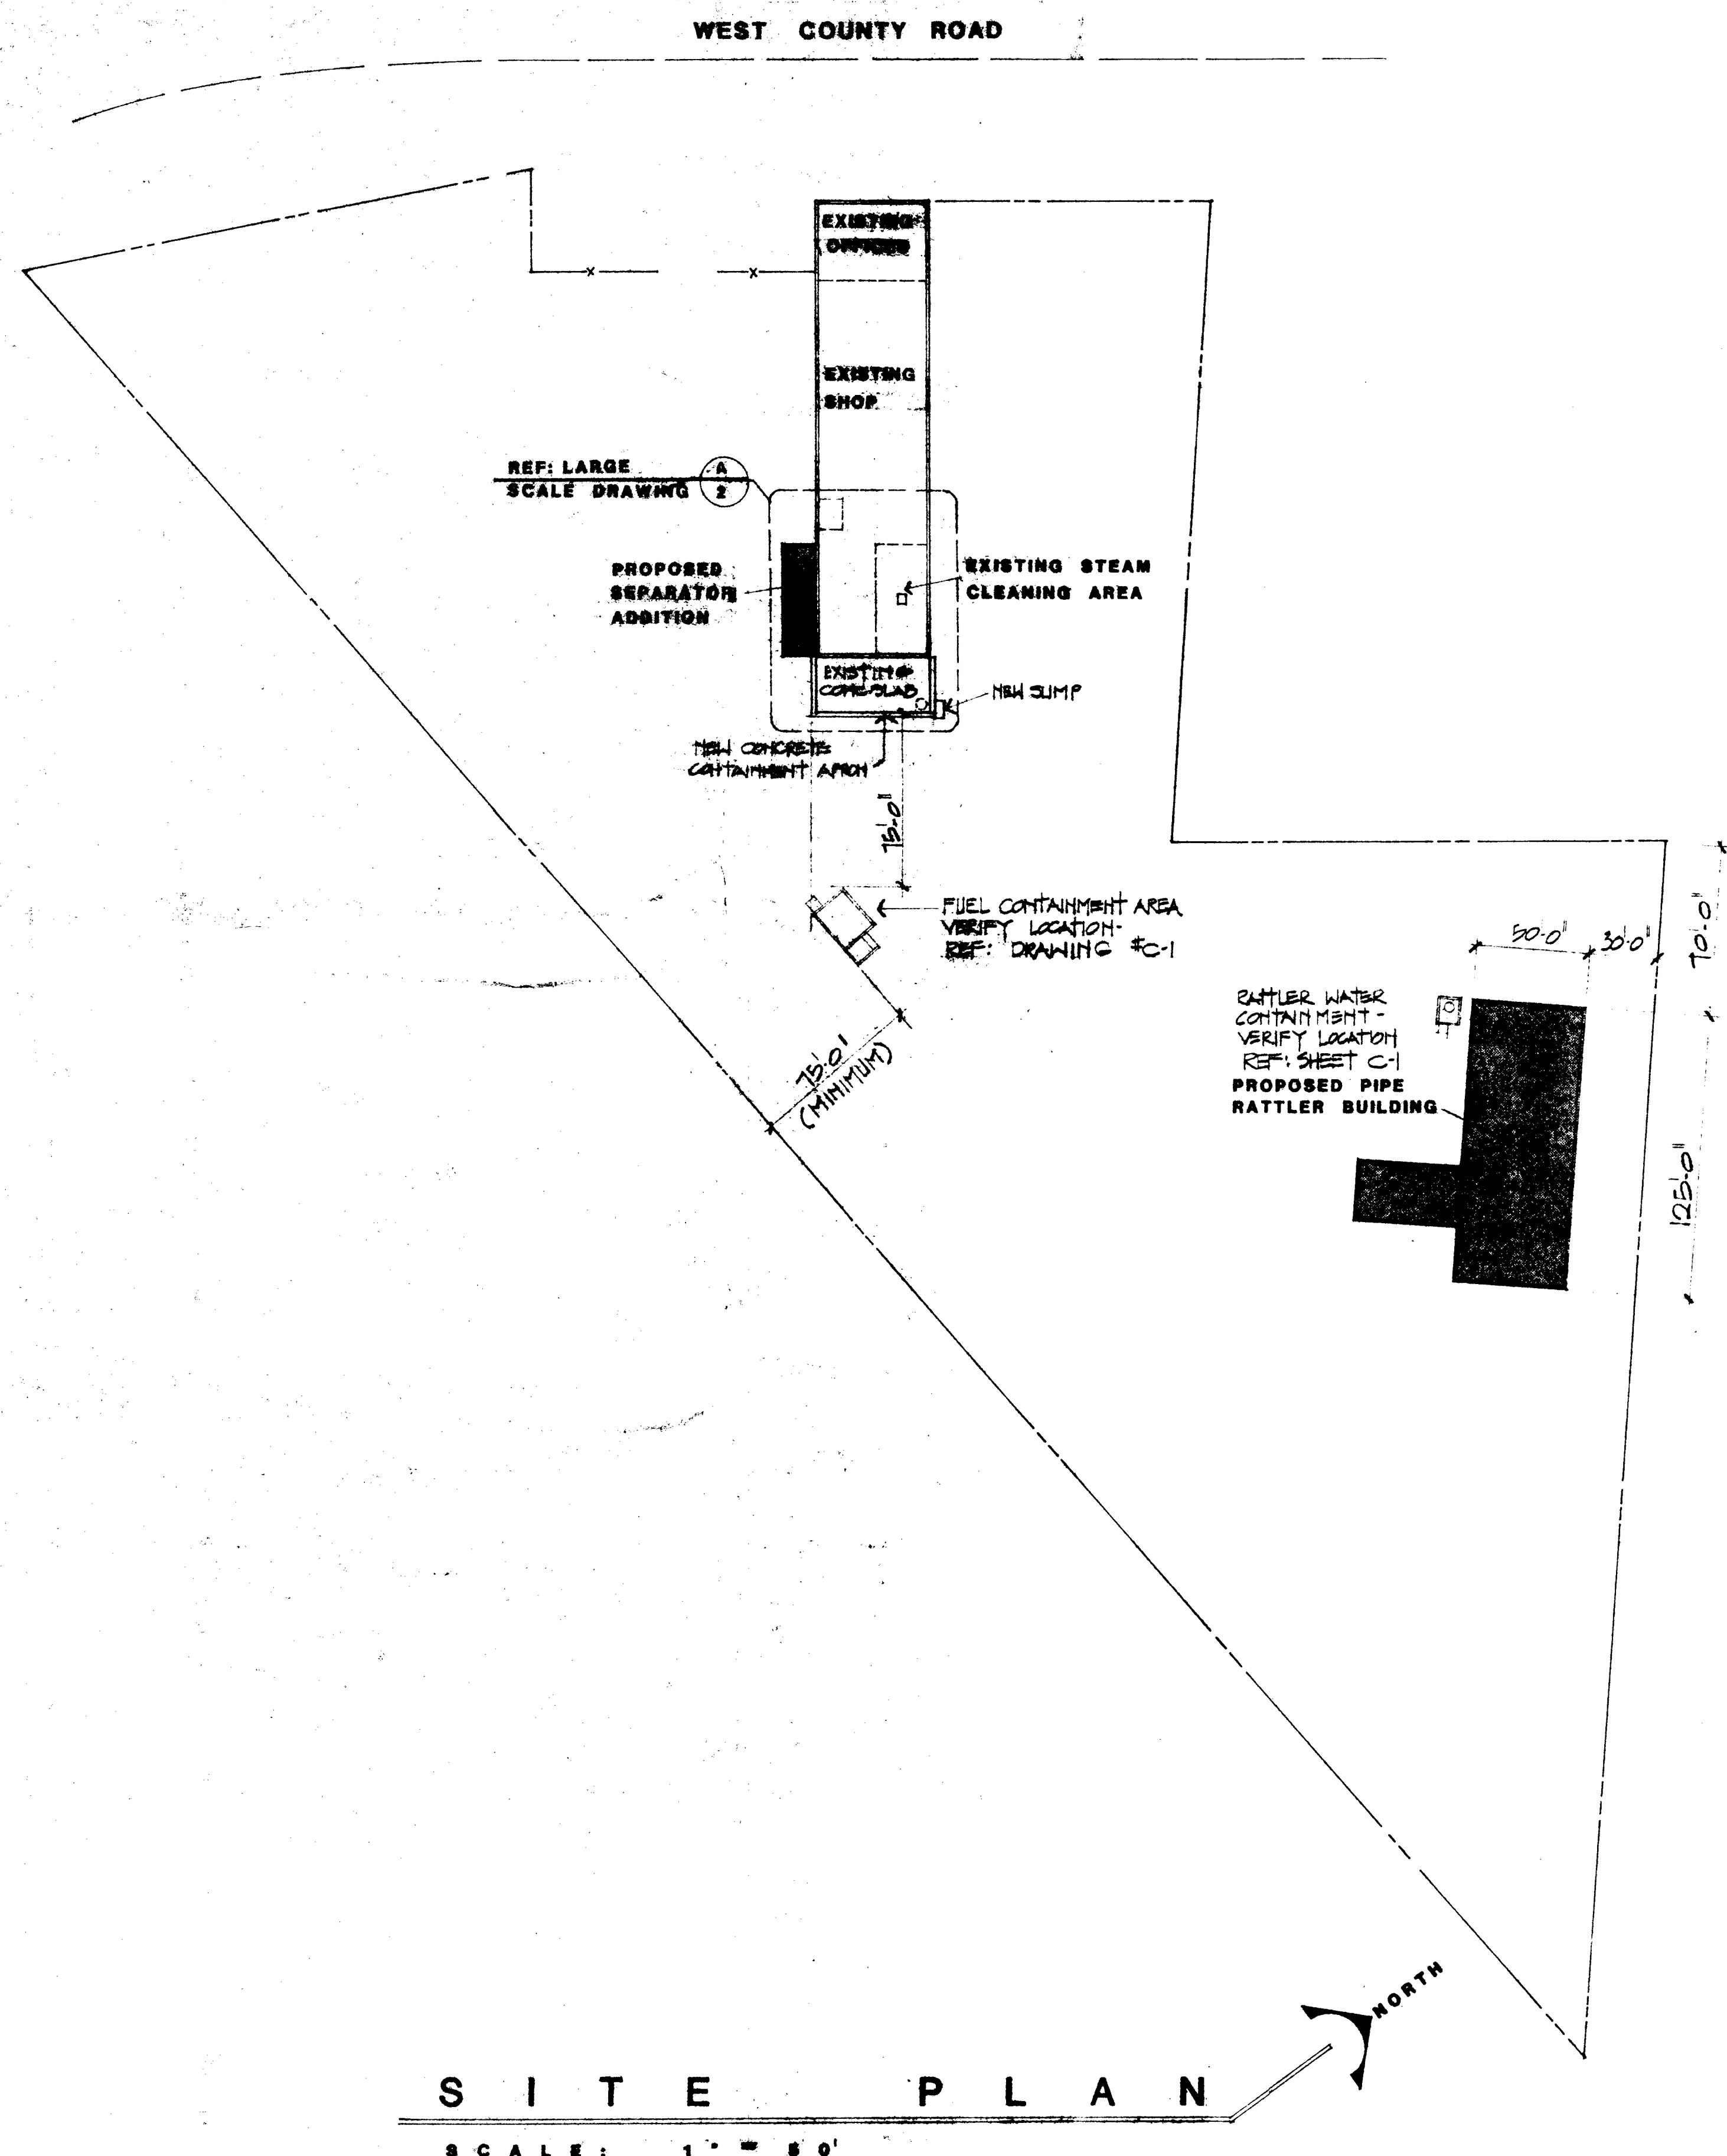 WEST COUNTY ROAD
EXISTING
OFFICES
EXISTING
SHOP
REF: LARGE
SCALE DRAWING
A
2
PROPOSED
SEPARATOR
ADDITION
EXISTING STEAM
CLEANING AREA
EXISTING
CONC. SLAB
NEW SUMP
NEW CONCRETE
CONTAINMENT APRON
75'-0"
FUEL CONTAINMENT AREA
VERIFY LOCATION-
REF: DRAWING #C-1
75'-0"
(MINIMUM)
50'-0"
30'-0"
70'-0"
RATTLER WATER
CONTAINMENT-
VERIFY LOCATION
REF: SHEET C-1
PROPOSED PIPE
RATTLER BUILDING
125'-0"
NORTH
SITE PLAN
SCALE: 1" = 50'